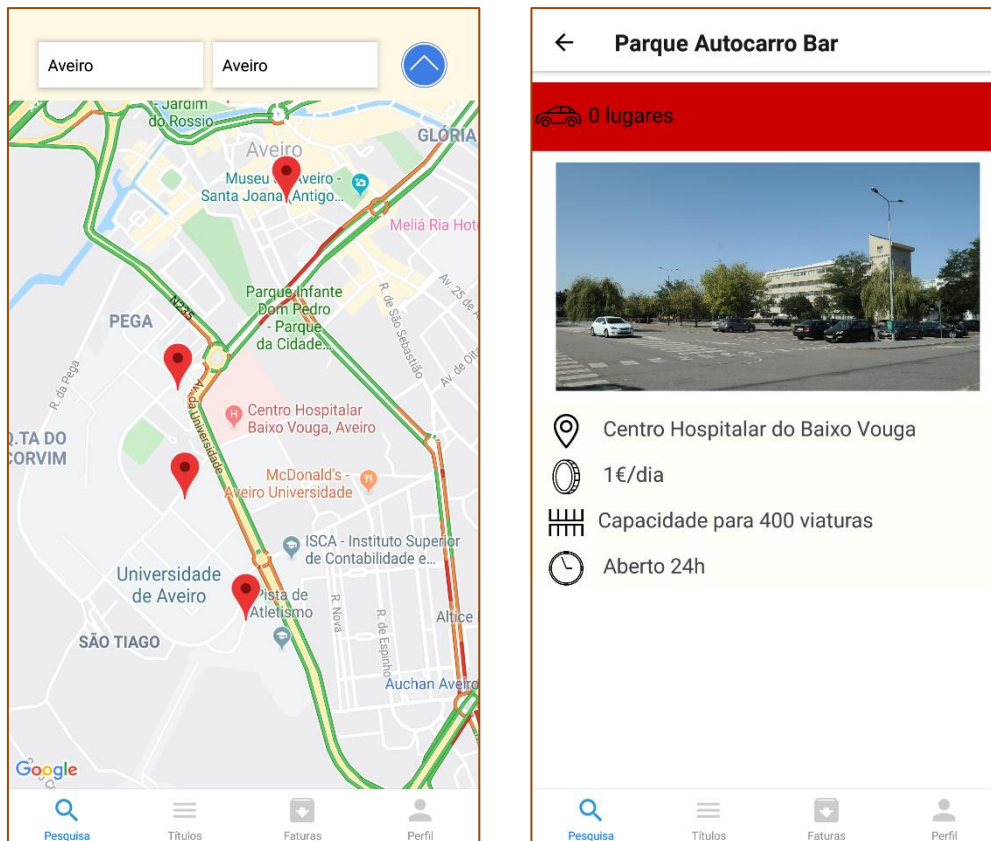 Aveiro
Aveiro
- Jardim
do Rossio
GLÓRIA
Aveiro
Museu Aveiro -
Santa Joana (Antigo...
Meliá Ria Hot
Av. 25 de
Parque Infante
Dom Pedro
- Parque
da Cidade...
R. de São Sebastião
N235
PEGA
R. da Pega
Av. de Oit
Av. da Universidade
Centro Hospitalar
Baixo Vouga, Aveiro
Q.TA DO
CORVIM
McDonald's -
Aveiro Universidade
ISCA - Instituto Superior
de Contabilidade e...
Universidade
de Aveiro
Pista de
Atletismo
R. Nova
R. de Espinho
Altice
SÃO TIAGO
Auchan Aveiro
Google
Pesquisa
Títulos
Faturas
Perfil
Parque Autocarro Bar
0 lugares
Centro Hospitalar do Baixo Vouga
1€/dia
Capacidade para 400 viaturas
Aberto 24h
Pesquisa
Títulos
Faturas
Perfil